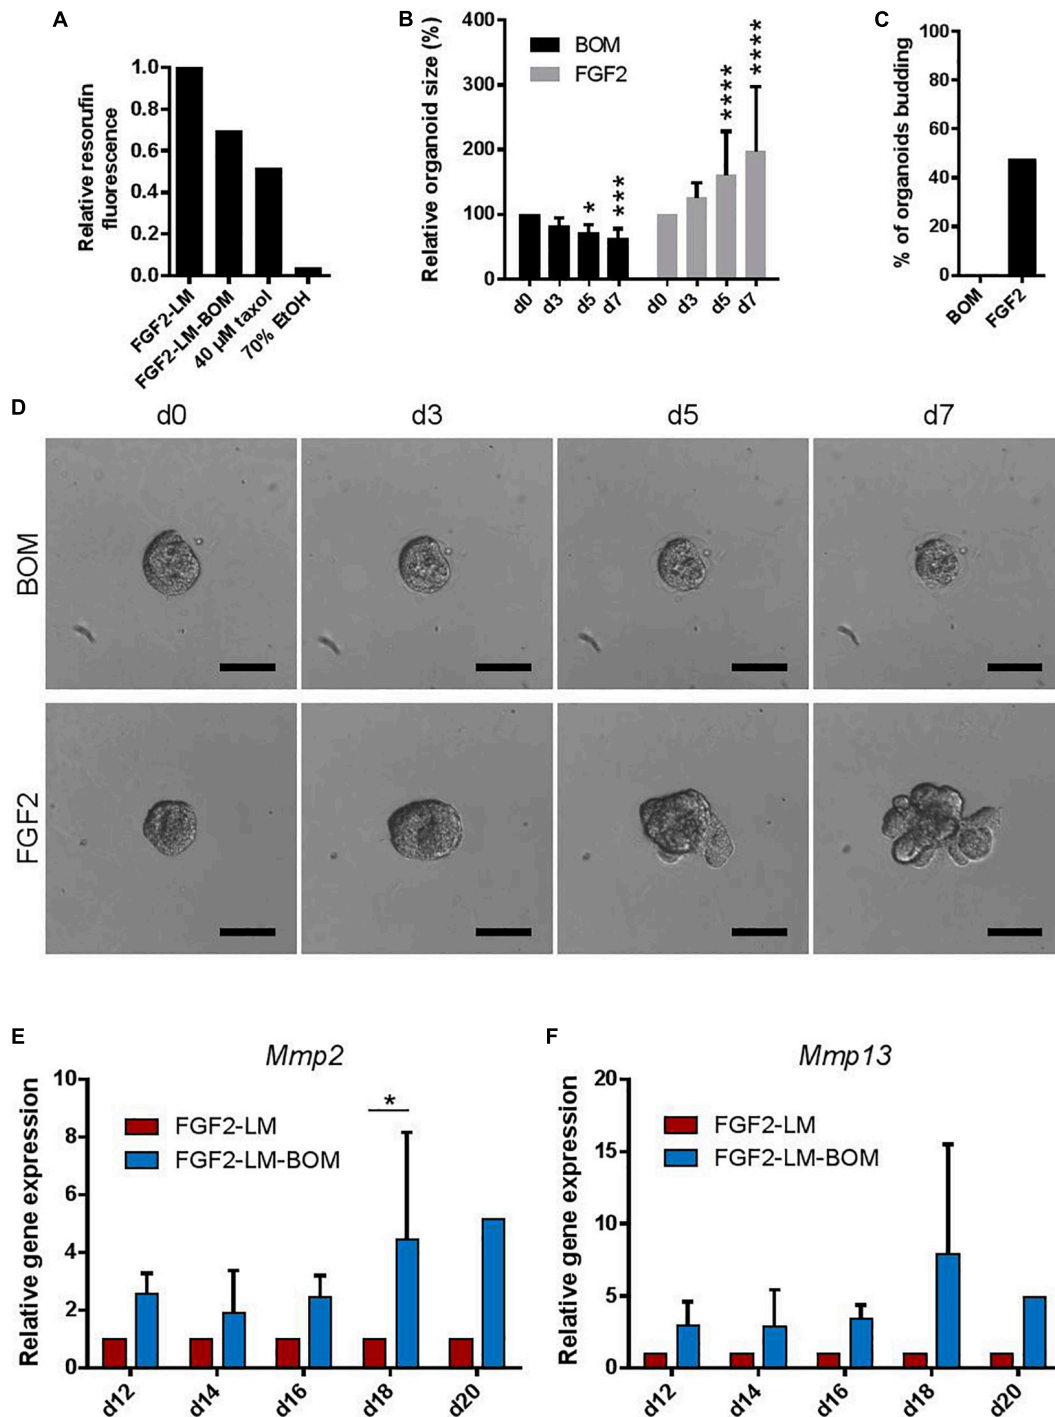 A
Relative resorufin
fluorescence
1.0
0.8
0.6
0.4
0.2
0.0
FGF2-LM
FGF2-LM-BOM
40 µM taxol
70% EtOH
B
Relative organoid size (%)
400
300
200
100
0
BOM
FGF2
*
***
****
****
d0
d3
d5
d7
d0
d3
d5
d7
C
% of organoids budding
100
80
60
40
20
0
BOM
FGF2
D
d0
d3
d5
d7
BOM
FGF2
E
Mmp2
Relative gene expression
10
8
6
4
2
0
FGF2-LM
FGF2-LM-BOM
*
d12
d14
d16
d18
d20
F
Mmp13
Relative gene expression
20
15
10
5
0
FGF2-LM
FGF2-LM-BOM
d12
d14
d16
d18
d20